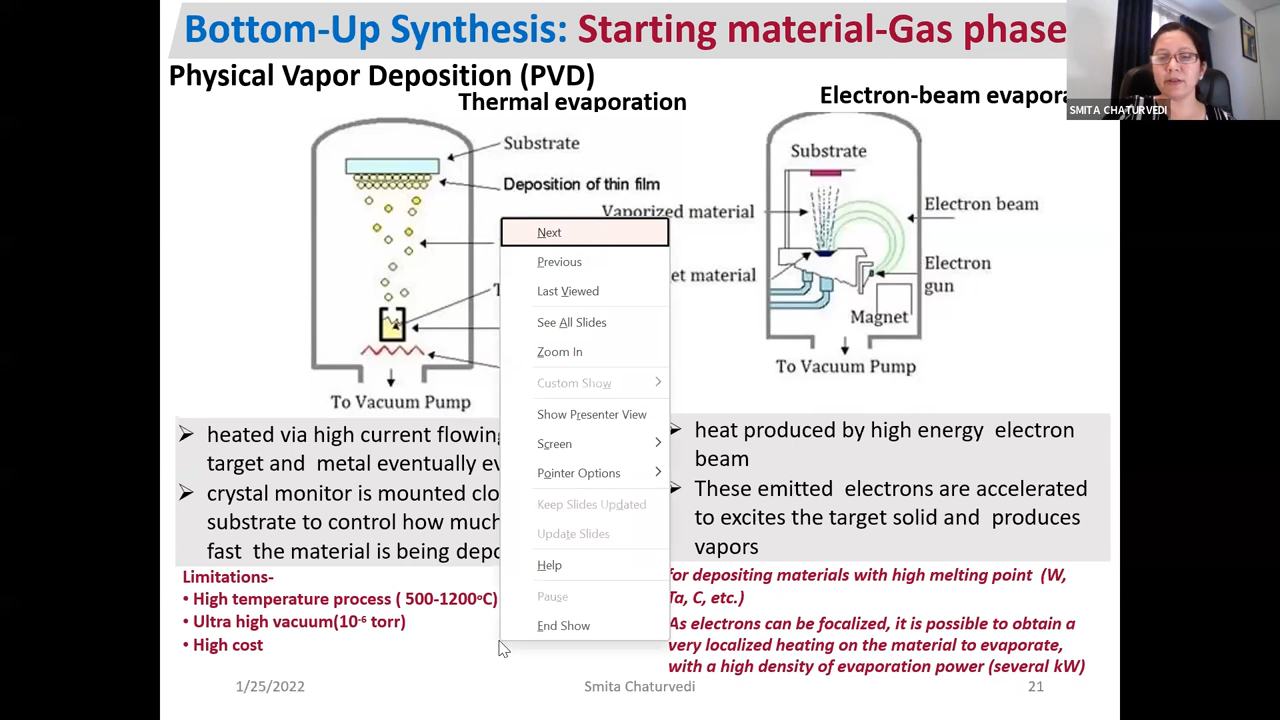 Bottom-Up Synthesis: Starting material-Gas phase
Physical Vapor Deposition (PVD)
Thermal evaporation
Electron-beam evapora
SMITA CHATURVEDI
Substrate
Deposition of thin film
To Vacuum Pump
Substrate
Vaporized material
Electron beam
et material
Electron
gun
Magnet
To Vacuum Pump
Next
Previous
Last Viewed
See All Slides
Zoom In
Custom Show
Show Presenter View
Screen
Pointer Options
Keep Slides Updated
Update Slides
Help
Pause
End Show
➢ heated via high current flowing
target and metal eventually ev
➢ crystal monitor is mounted clo
substrate to control how much
fast the material is being depo
➢ heat produced by high energy electron
beam
➢ These emitted electrons are accelerated
to excites the target solid and produces
vapors
Limitations-
• High temperature process ( 500-1200ºC)
• Ultra high vacuum(10⁻⁶ torr)
• High cost
for depositing materials with high melting point (W,
Ta, C, etc.)
As electrons can be focalized, it is possible to obtain a
very localized heating on the material to evaporate,
with a high density of evaporation power (several kW)
1/25/2022
Smita Chaturvedi
21